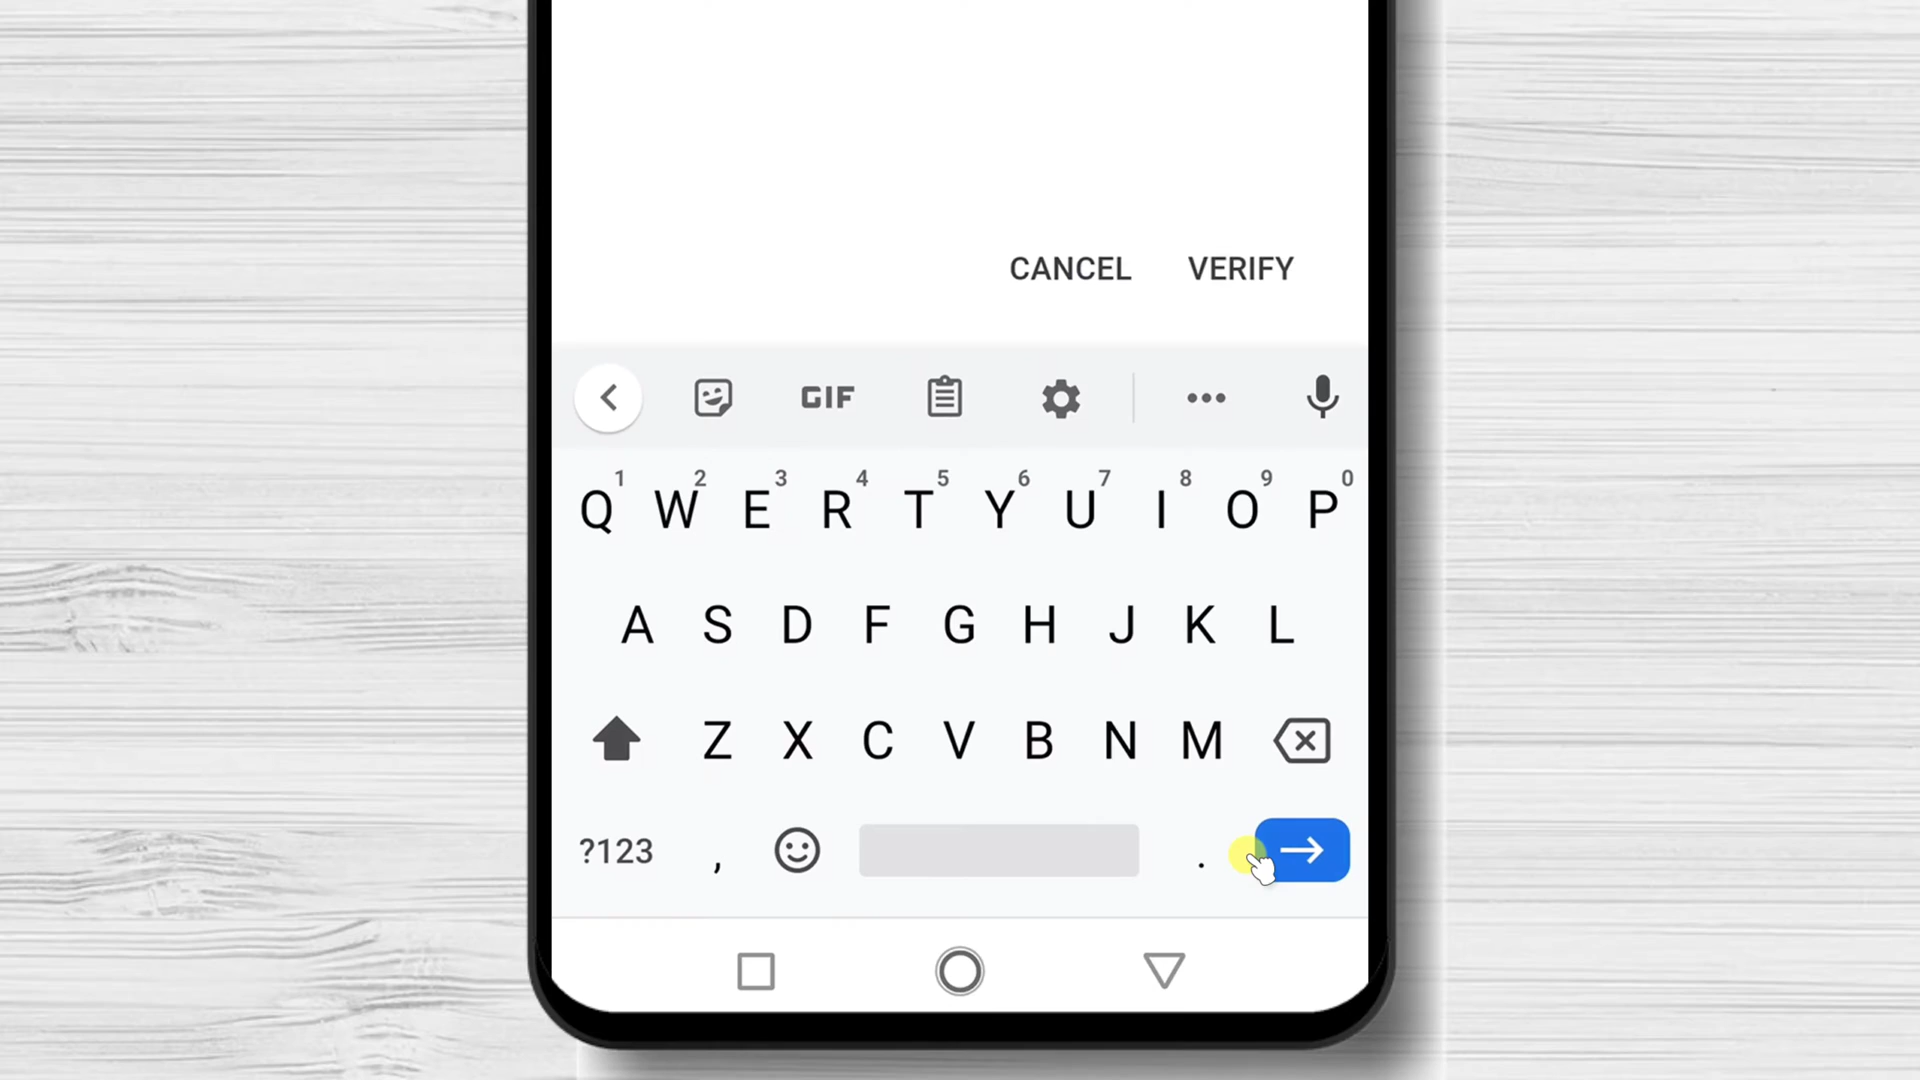 CANCEL VERIFY
GIF
1 2 3 4 5 6 7 8 9 0
Q W E R T Y U I O P
A S D F G H J K L
Z X C V B N M
?123 , .